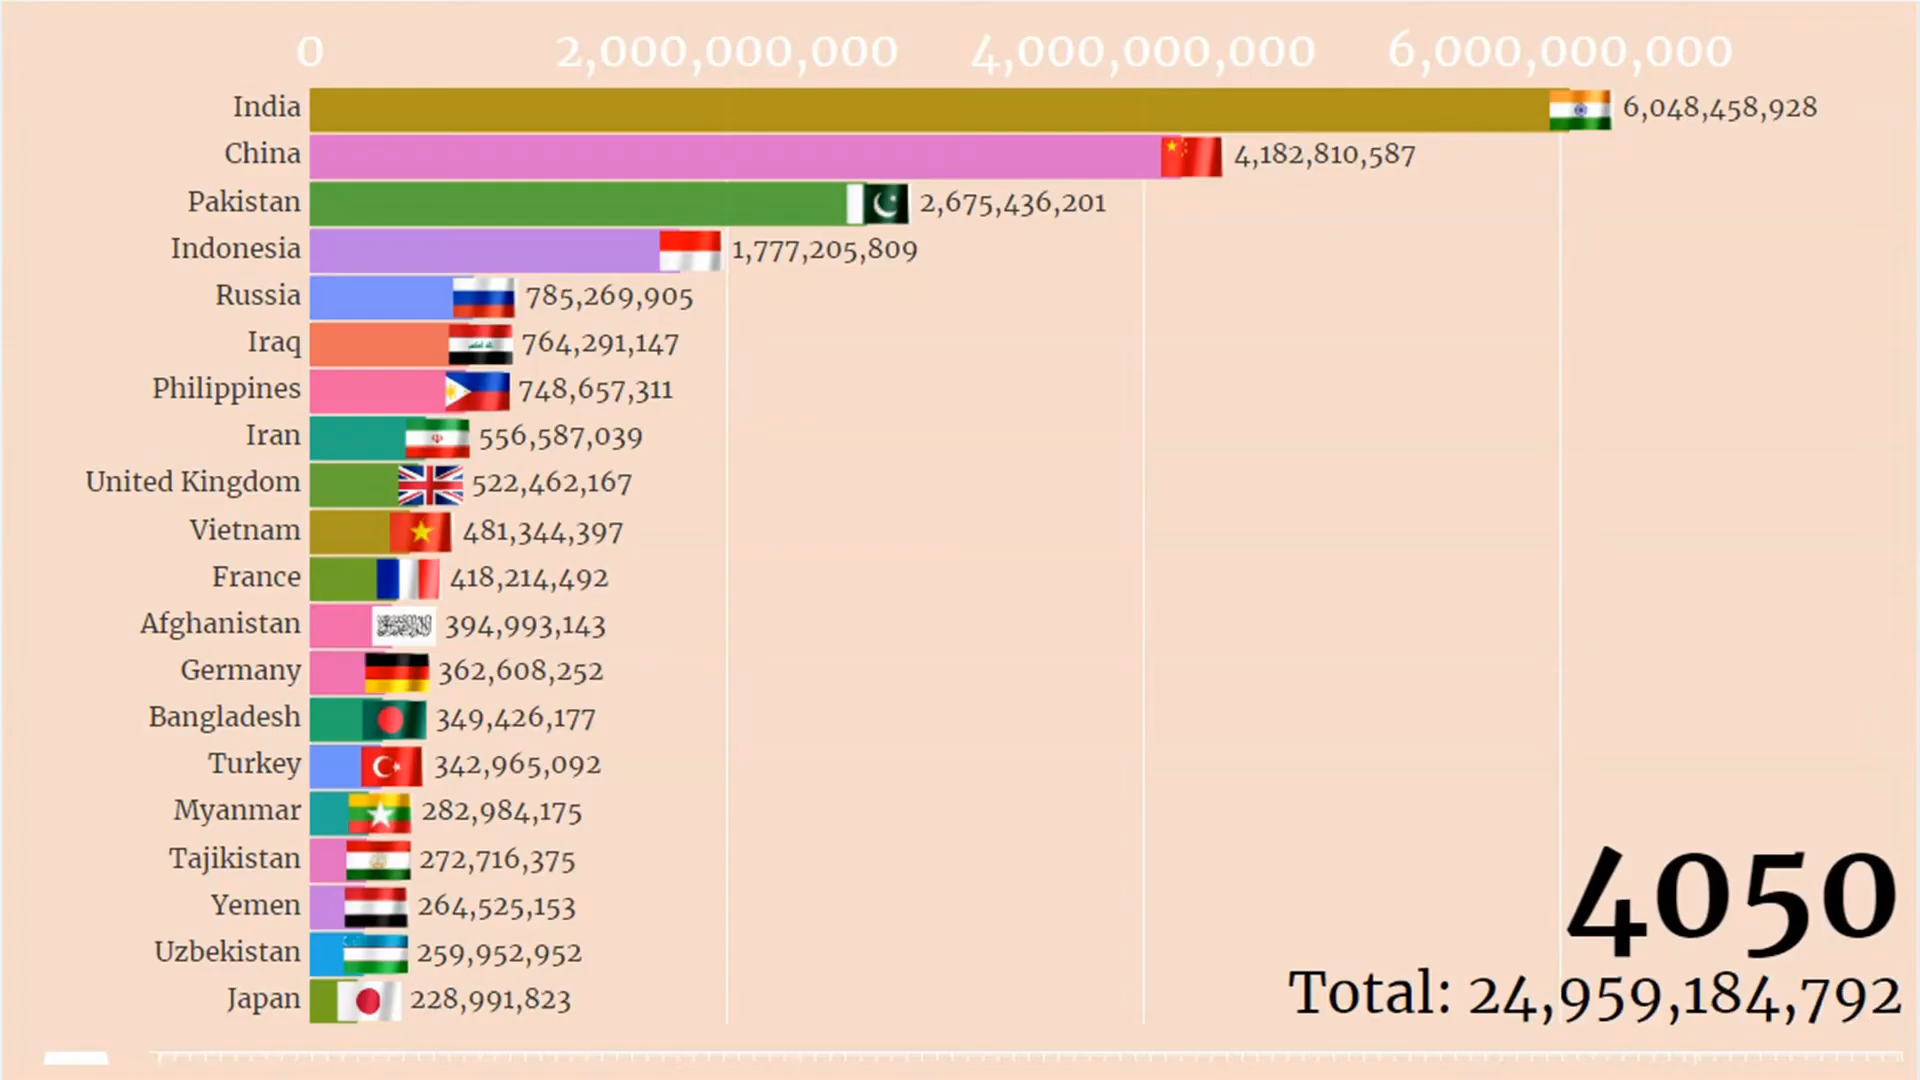 0 2,000,000,000 4,000,000,000 6,000,000,000
India 6,048,458,928
China 4,182,810,587
Pakistan 2,675,436,201
Indonesia 1,777,205,809
Russia 785,269,905
Iraq 764,291,147
Philippines 748,657,311
Iran 556,587,039
United Kingdom 522,462,167
Vietnam 481,344,397
France 418,214,492
Afghanistan 394,993,143
Germany 362,608,252
Bangladesh 349,426,177
Turkey 342,965,092
Myanmar 282,984,175
Tajikistan 272,716,375
Yemen 264,525,153
Uzbekistan 259,952,952
Japan 228,991,823
4050
Total: 24,959,184,792